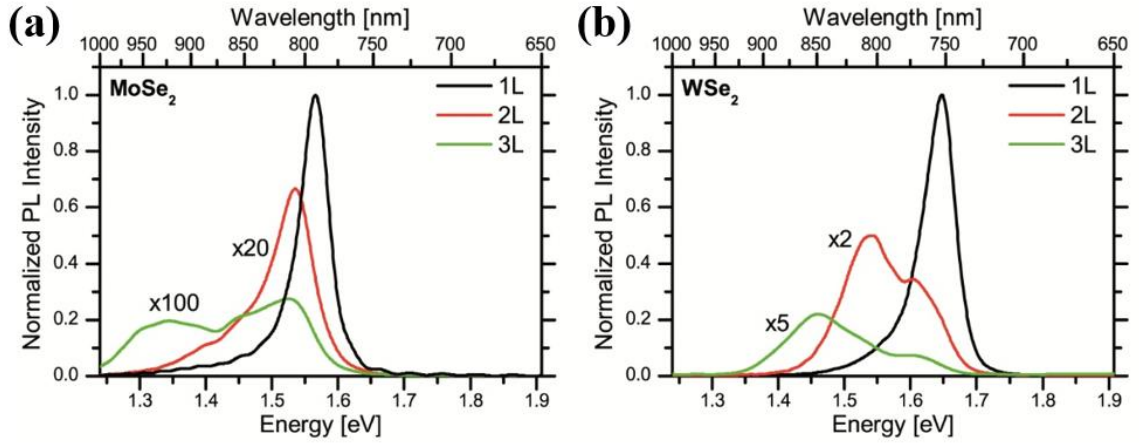 (a)
Wavelength [nm]
1000 950 900 850 800 750 700 650
MoSe₂
1L
2L
3L
x20
x100
Normalized PL Intensity
1.0
0.8
0.6
0.4
0.2
0.0
1.3 1.4 1.5 1.6 1.7 1.8 1.9
Energy [eV]
(b)
Wavelength [nm]
1000 950 900 850 800 750 700 650
WSe₂
1L
2L
3L
x2
x5
Normalized PL Intensity
1.0
0.8
0.6
0.4
0.2
0.0
1.3 1.4 1.5 1.6 1.7 1.8 1.9
Energy [eV]